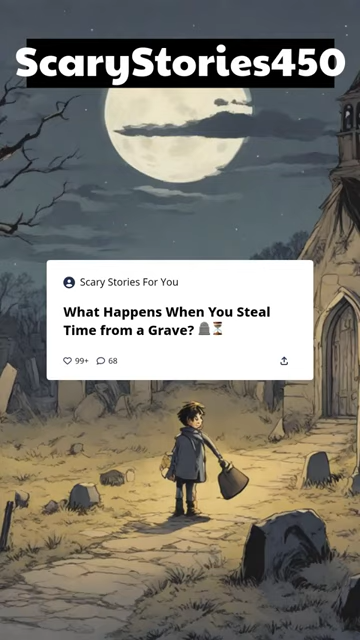 ScaryStories450
Scary Stories For You
What Happens When You Steal
Time from a Grave? 🪦⏳
99+ 68